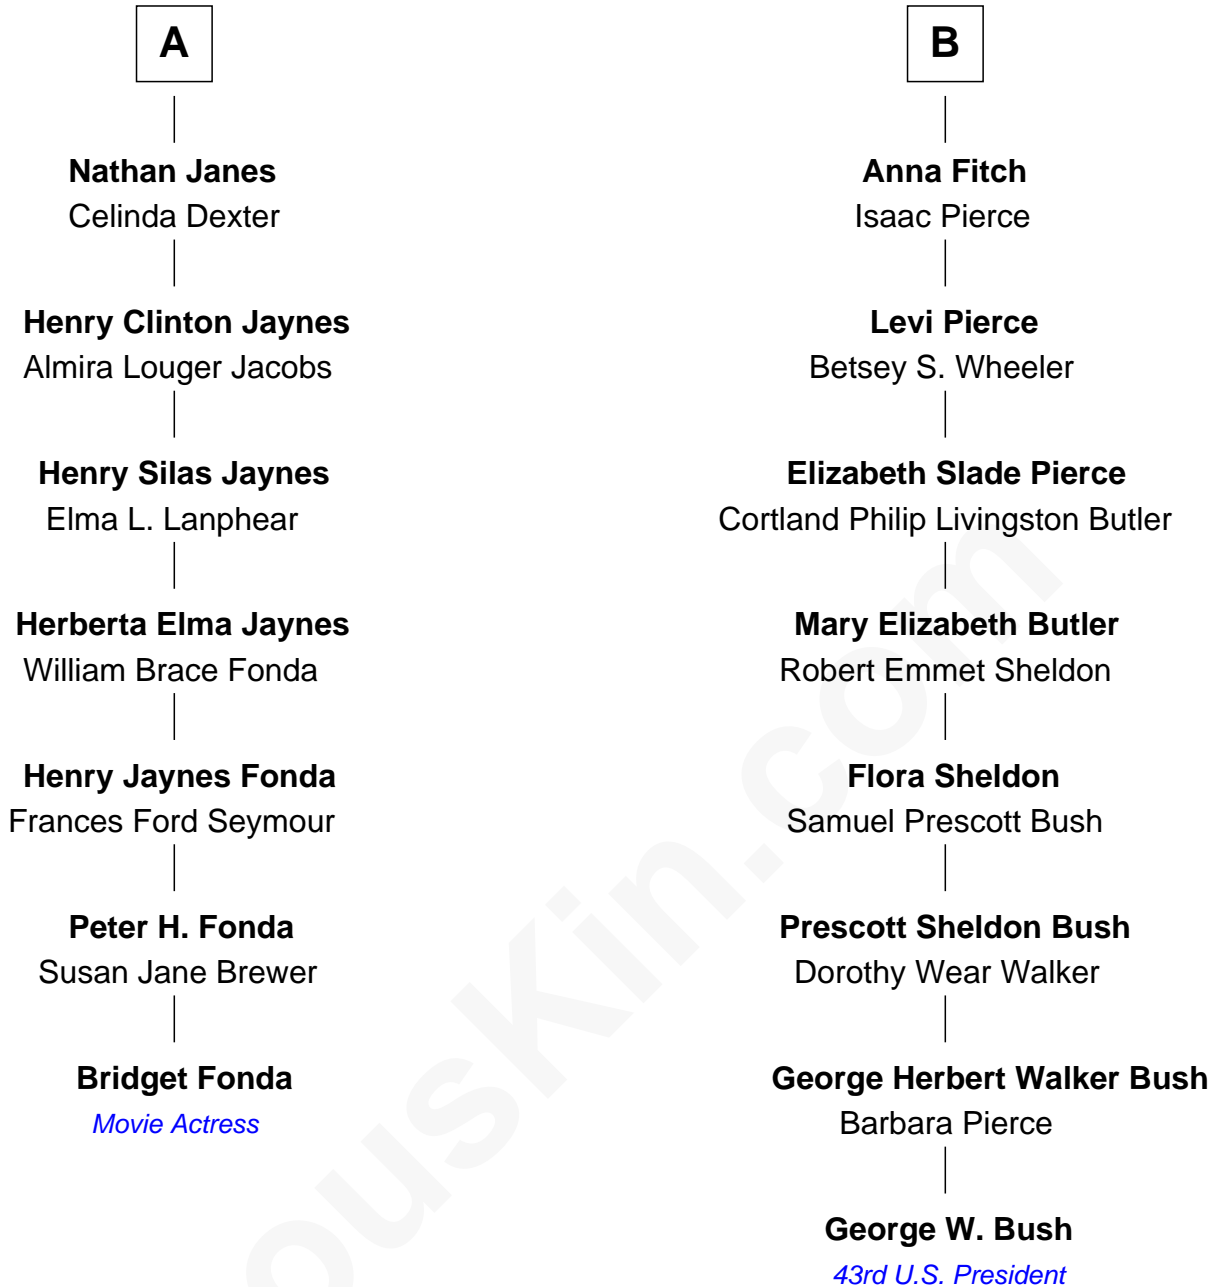 A
Nathan Janes
Celinda Dexter
Henry Clinton Jaynes
Almira Louger Jacobs
Henry Silas Jaynes
Elma L. Lanphear
Herberta Elma Jaynes
William Brace Fonda
Henry Jaynes Fonda
Frances Ford Seymour
Peter H. Fonda
Susan Jane Brewer
Bridget Fonda
Movie Actress
B
Anna Fitch
Isaac Pierce
Levi Pierce
Betsey S. Wheeler
Elizabeth Slade Pierce
Cortland Philip Livingston Butler
Mary Elizabeth Butler
Robert Emmet Sheldon
Flora Sheldon
Samuel Prescott Bush
Prescott Sheldon Bush
Dorothy Wear Walker
George Herbert Walker Bush
Barbara Pierce
George W. Bush
43rd U.S. President
ousKin.com